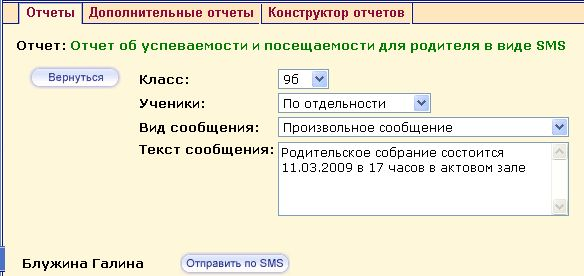 Отчеты Дополнительные отчеты Конструктор отчетов
Отчет: Отчет об успеваемости и посещаемости для родителя в виде SMS
Вернуться
Класс: 9б
Ученики: По отдельности
Вид сообщения: Произвольное сообщение
Текст сообщения: Родительское собрание состоится
11.03.2009 в 17 часов в актовом зале
Блужина Галина Отправить по SMS